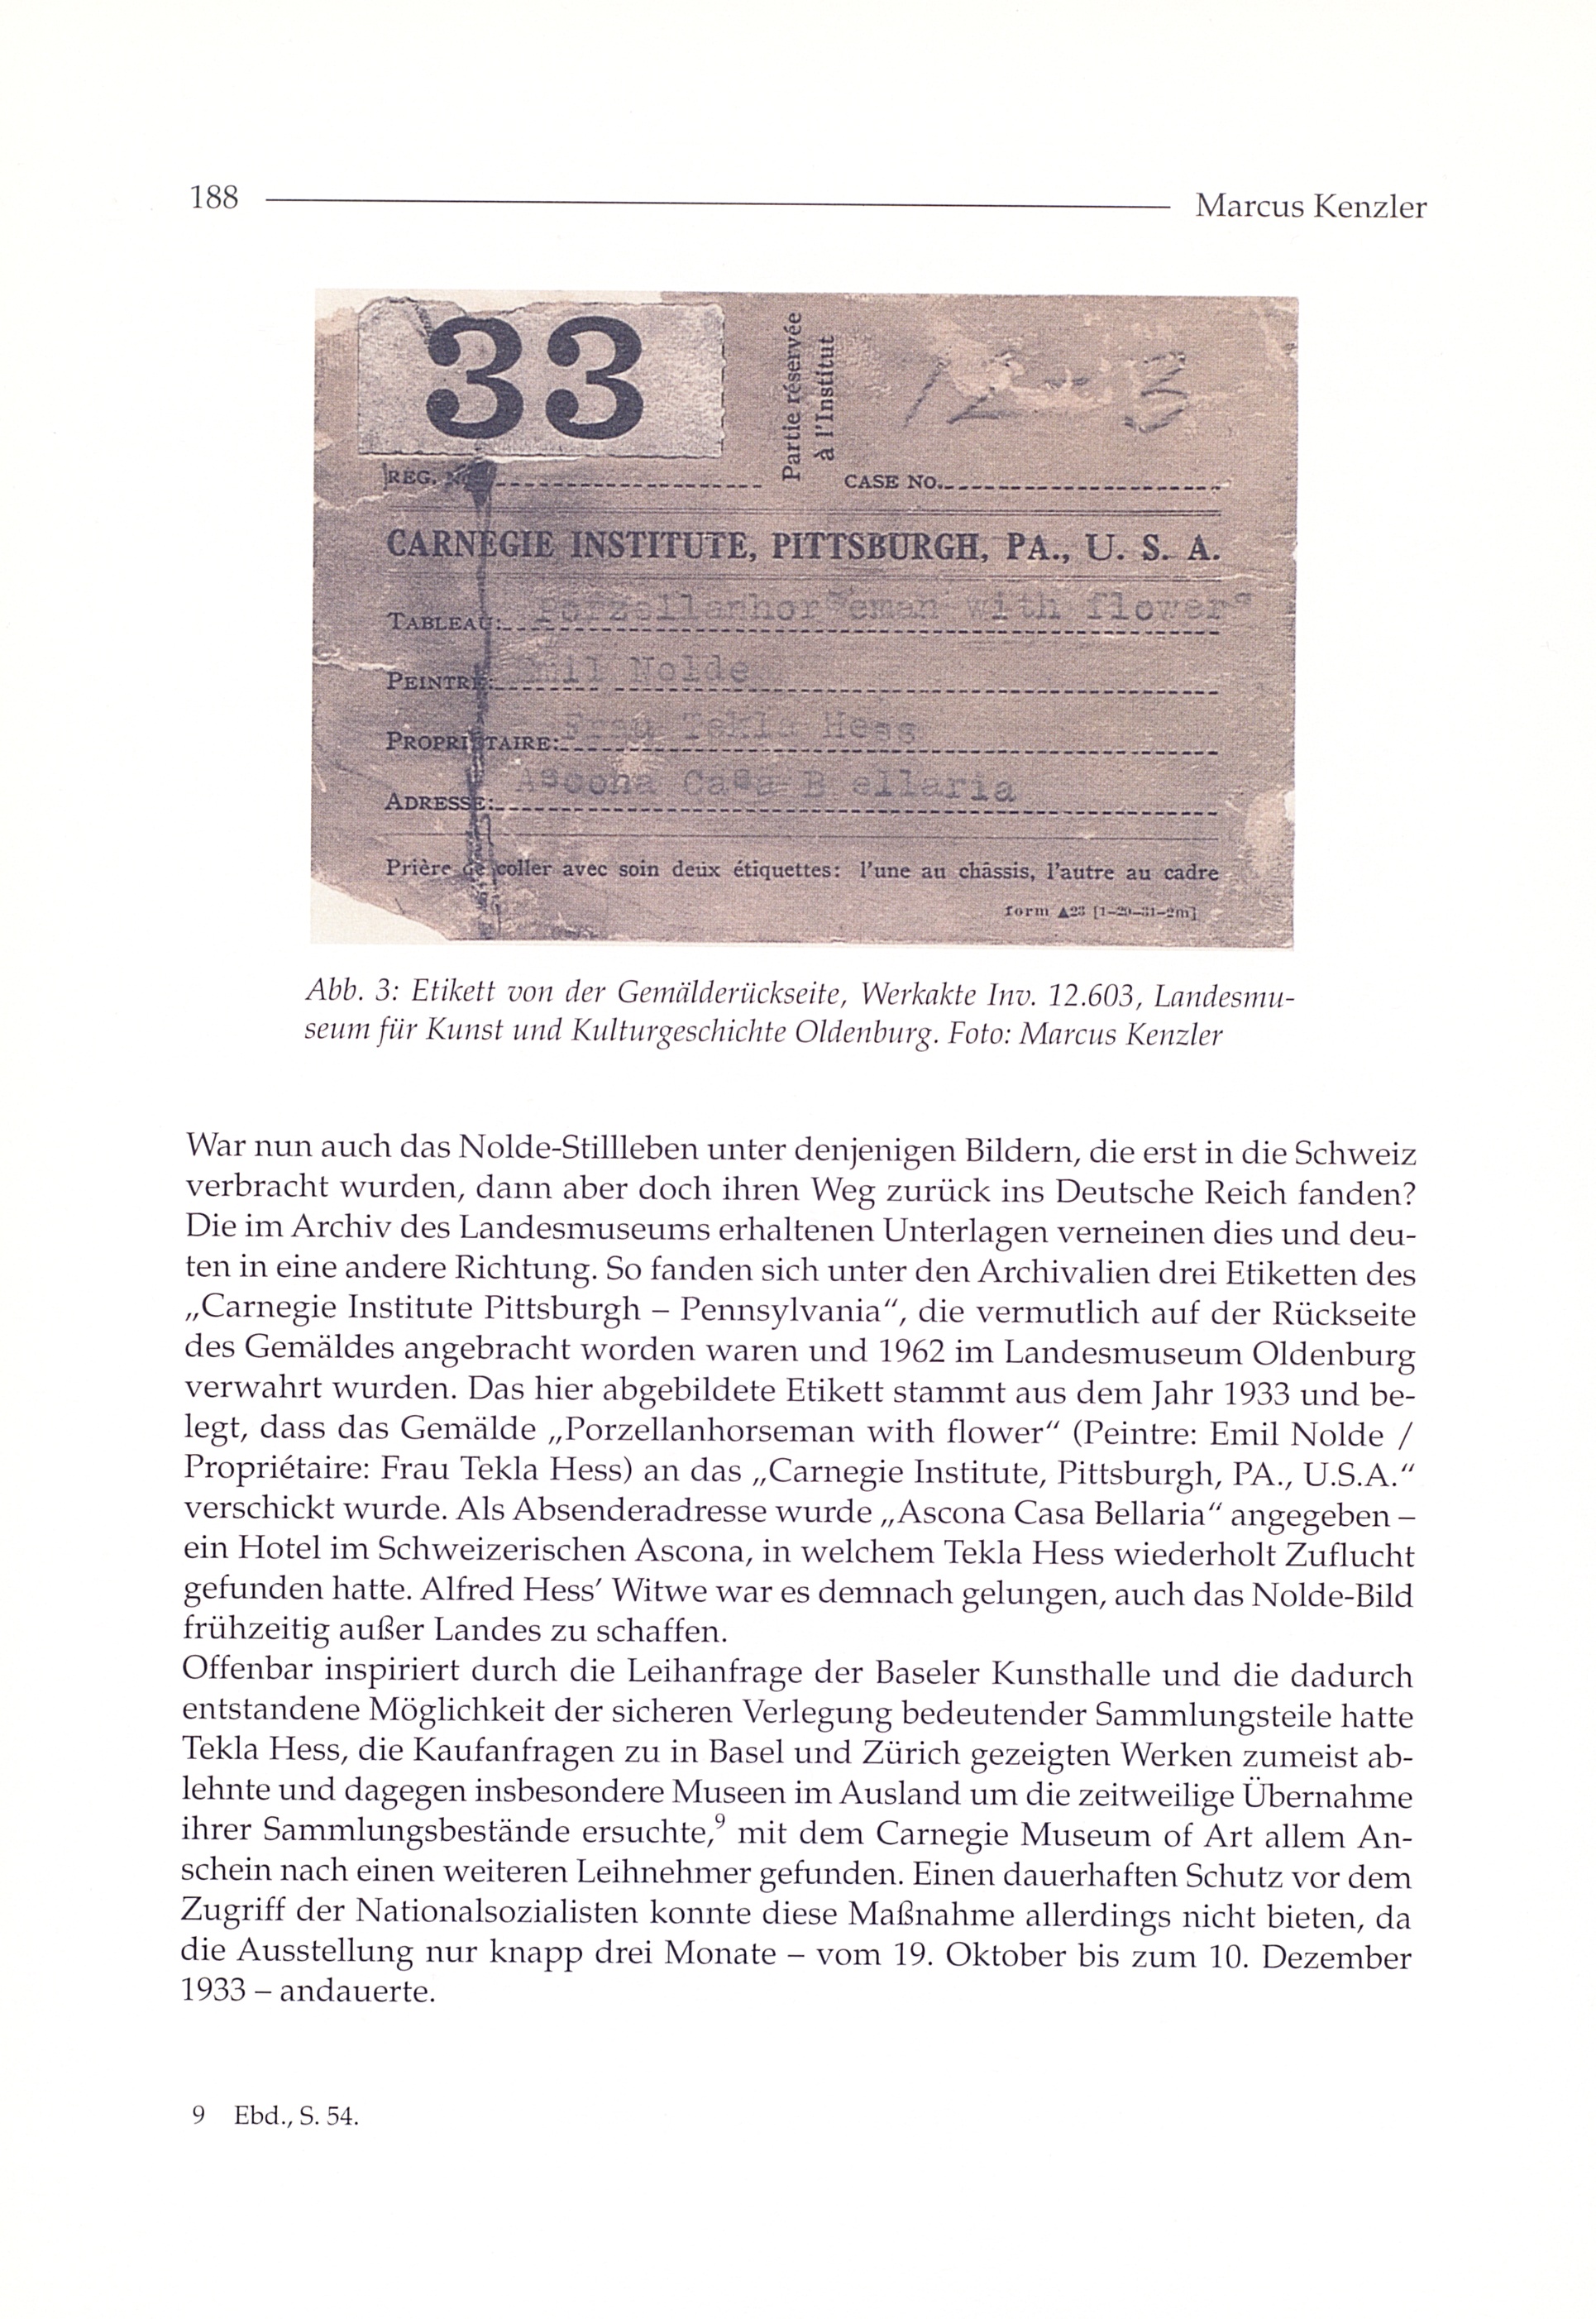 188
Marcus Kenzler
33
Partie réservée
à l'Institut
REG.
CASE NO.
CARNEGIE INSTITUTE, PITTSBURGH, PA., U. S. A.
TABLEAU: Porzellanhorseman with flower
PEINTRE: Emil Nolde
PROPRIÉTAIRE: Frau Tekla Hess
ADRESSE: Ascona Casa B ellaria
Prière de coller avec soin deux étiquettes: l'une au châssis, l'autre au cadre
form A23 [1-20-31-2m]
Abb. 3: Etikett von der Gemälderückseite, Werkakte Inv. 12.603, Landesmu-
seum für Kunst und Kulturgeschichte Oldenburg. Foto: Marcus Kenzler
War nun auch das Nolde-Stillleben unter denjenigen Bildern, die erst in die Schweiz
verbracht wurden, dann aber doch ihren Weg zurück ins Deutsche Reich fanden?
Die im Archiv des Landesmuseums erhaltenen Unterlagen verneinen dies und deu-
ten in eine andere Richtung. So fanden sich unter den Archivalien drei Etiketten des
„Carnegie Institute Pittsburgh – Pennsylvania“, die vermutlich auf der Rückseite
des Gemäldes angebracht worden waren und 1962 im Landesmuseum Oldenburg
verwahrt wurden. Das hier abgebildete Etikett stammt aus dem Jahr 1933 und be-
legt, dass das Gemälde „Porzellanhorseman with flower“ (Peintre: Emil Nolde /
Propriétaire: Frau Tekla Hess) an das „Carnegie Institute, Pittsburgh, PA., U.S.A.“
verschickt wurde. Als Absenderadresse wurde „Ascona Casa Bellaria“ angegeben –
ein Hotel im Schweizerischen Ascona, in welchem Tekla Hess wiederholt Zuflucht
gefunden hatte. Alfred Hess’ Witwe war es demnach gelungen, auch das Nolde-Bild
frühzeitig außer Landes zu schaffen.
Offenbar inspiriert durch die Leihanfrage der Baseler Kunsthalle und die dadurch
entstandene Möglichkeit der sicheren Verlegung bedeutender Sammlungsteile hatte
Tekla Hess, die Kaufanfragen zu in Basel und Zürich gezeigten Werken zumeist ab-
lehnte und dagegen insbesondere Museen im Ausland um die zeitweilige Übernahme
ihrer Sammlungsbestände ersuchte,⁹ mit dem Carnegie Museum of Art allem An-
schein nach einen weiteren Leihnehmer gefunden. Einen dauerhaften Schutz vor dem
Zugriff der Nationalsozialisten konnte diese Maßnahme allerdings nicht bieten, da
die Ausstellung nur knapp drei Monate – vom 19. Oktober bis zum 10. Dezember
1933 – andauerte.
9 Ebd., S. 54.